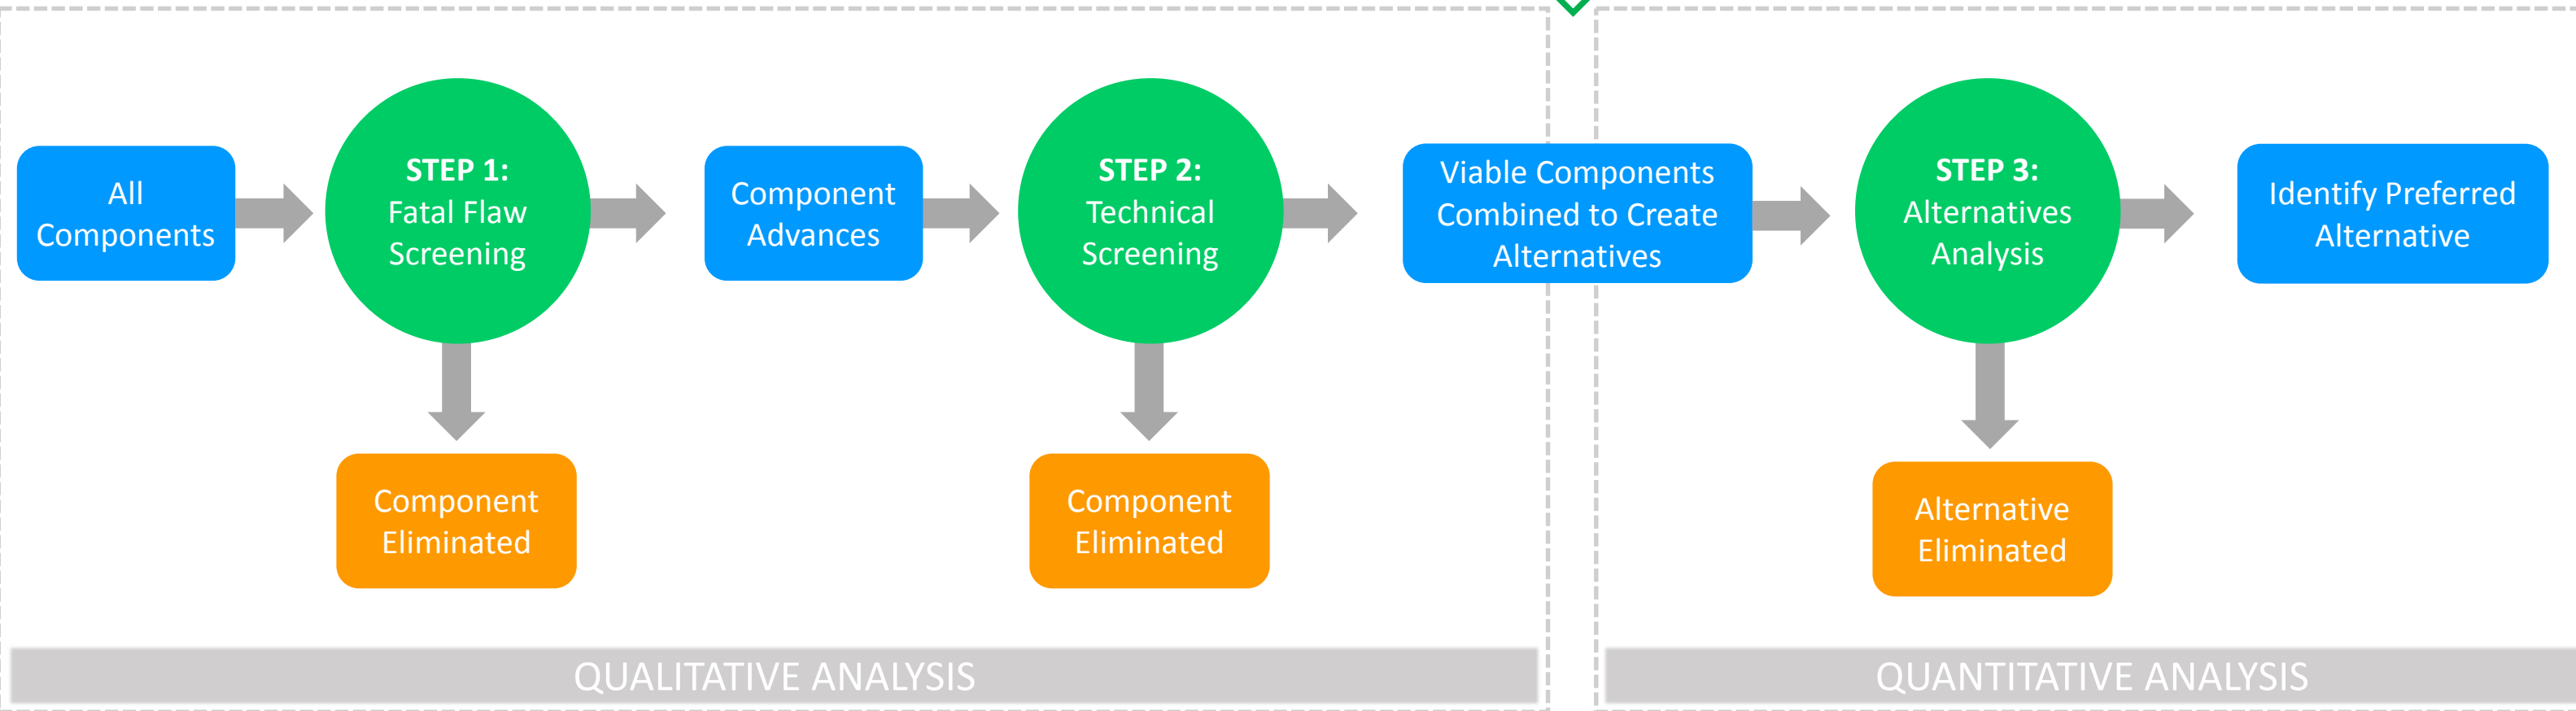 All
Components
STEP 1:
Fatal Flaw
Screening
Component
Advances
STEP 2:
Technical
Screening
Viable Components
Combined to Create
Alternatives
STEP 3:
Alternatives
Analysis
Identify Preferred
Alternative
Component
Eliminated
Component
Eliminated
Alternative
Eliminated
QUALITATIVE ANALYSIS
QUANTITATIVE ANALYSIS